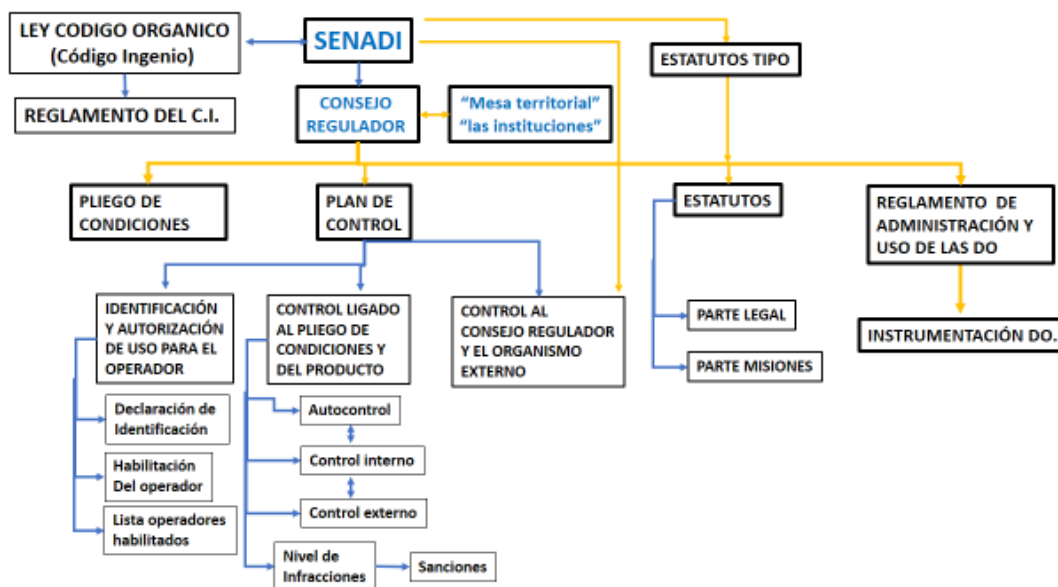 LEY CODIGO ORGANICO
(Código Ingenio)
SENADI
ESTATUTOS TIPO
REGLAMENTO DEL C.I.
CONSEJO
REGULADOR
“Mesa territorial”
“las instituciones”
PLIEGO DE
CONDICIONES
PLAN DE
CONTROL
ESTATUTOS
REGLAMENTO DE
ADMINISTRACIÓN Y
USO DE LAS DO
IDENTIFICACIÓN
Y AUTORIZACIÓN
DE USO PARA EL
OPERADOR
CONTROL LIGADO
AL PLIEGO DE
CONDICIONES Y
DEL PRODUCTO
CONTROL AL
CONSEJO REGULADOR
Y EL ORGANISMO
EXTERNO
PARTE LEGAL
PARTE MISIONES
INSTRUMENTACIÓN DO.
Declaración de
Identificación
Habilitación
Del operador
Lista operadores
habilitados
Autocontrol
Control interno
Control externo
Nivel de
Infracciones
Sanciones